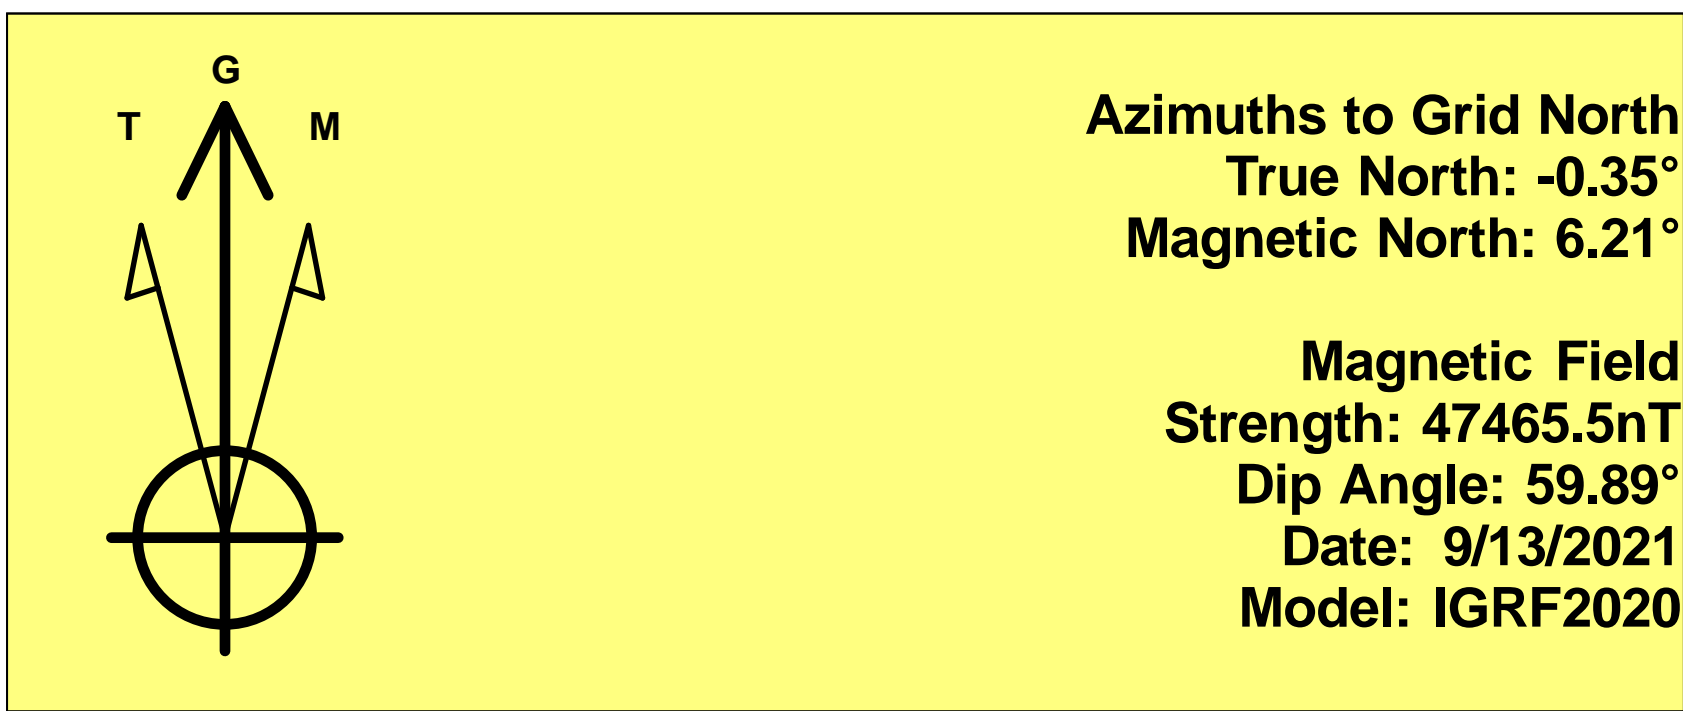 G
T
M
Azimuths to Grid North
True North: -0.35°
Magnetic North: 6.21°
Magnetic Field
Strength: 47465.5nT
Dip Angle: 59.89°
Date: 9/13/2021
Model: IGRF2020